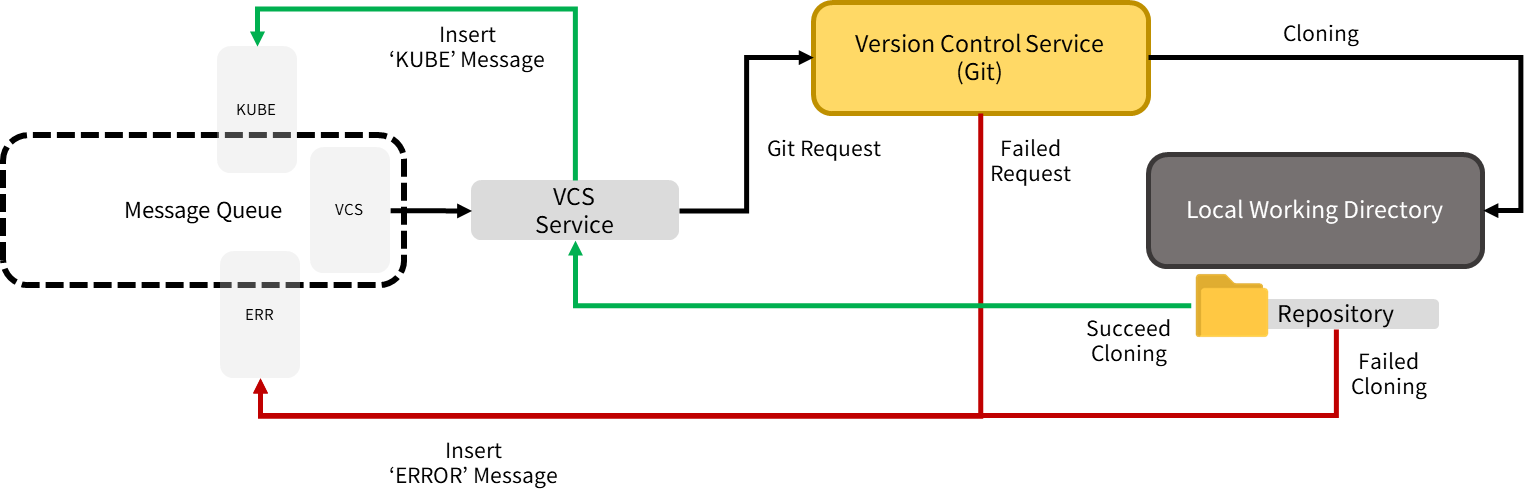 Insert
‘KUBE’ Message
Version Control Service
(Git)
Cloning
KUBE
Git Request
Failed
Request
Message Queue
VCS
VCS
Service
Local Working Directory
ERR
Repository
Succeed
Cloning
Failed
Cloning
Insert
‘ERROR’ Message